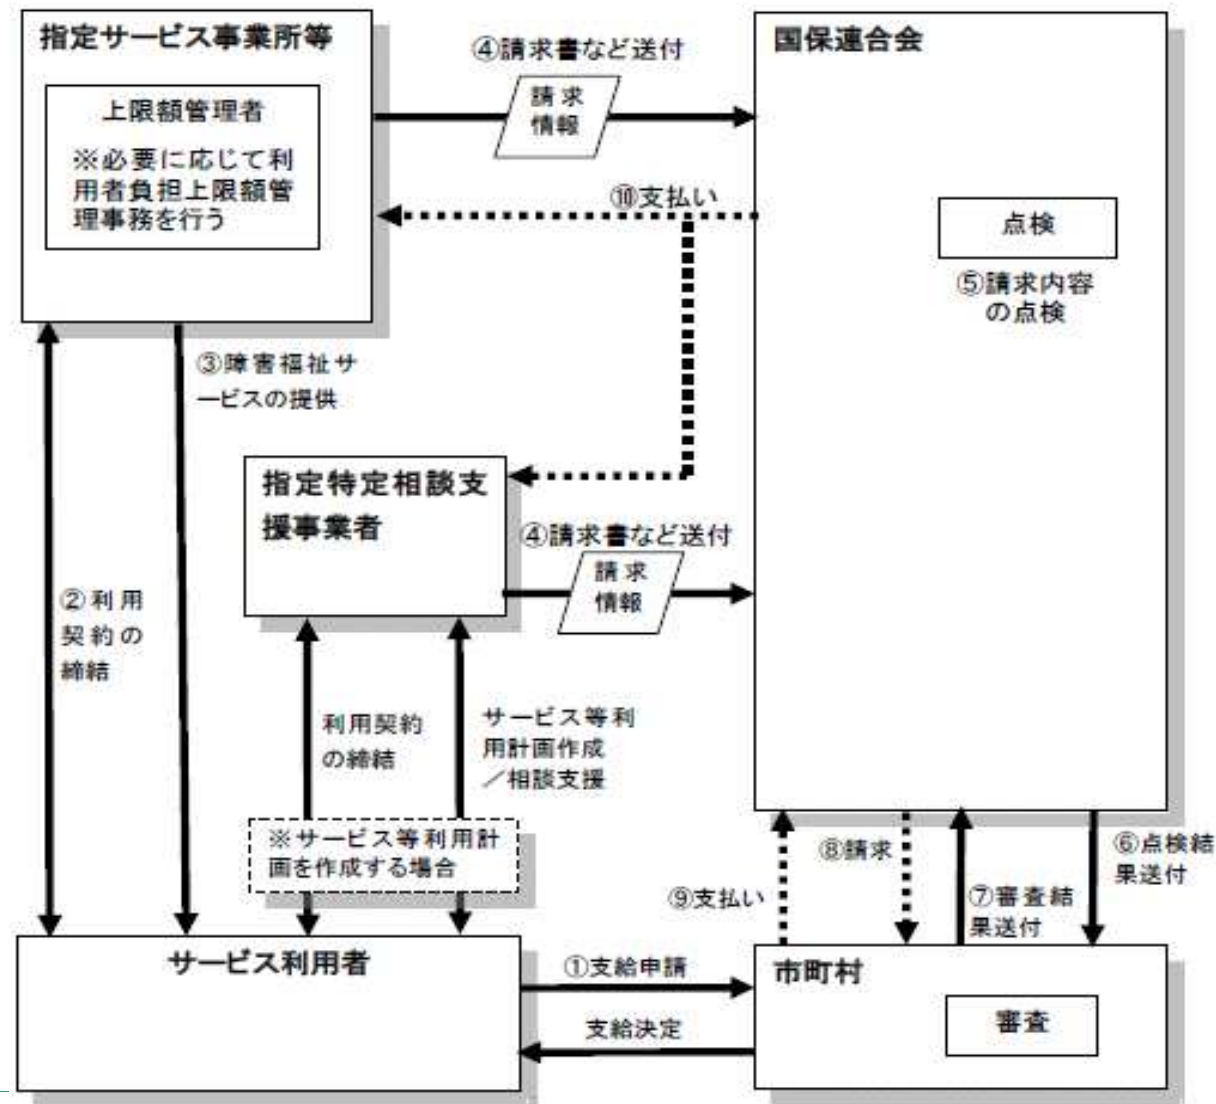 指定サービス事業所等
上限額管理者
※必要に応じて利
用者負担上限額管
理事務を行う
④請求書など送付
請求
情報
国保連合会
⑩支払い
点検
⑤請求内容
の点検
③障害福祉サ
ービスの提供
指定特定相談支
援事業者
④請求書など送付
請求
情報
②利用
契約の
締結
利用契約
の締結
サービス等利
用計画作成
／相談支援
※サービス等利用計
画を作成する場合
⑧請求
⑥点検結
果送付
⑨支払い
⑦審査結
果送付
サービス利用者
①支給申請
支給決定
市町村
審査